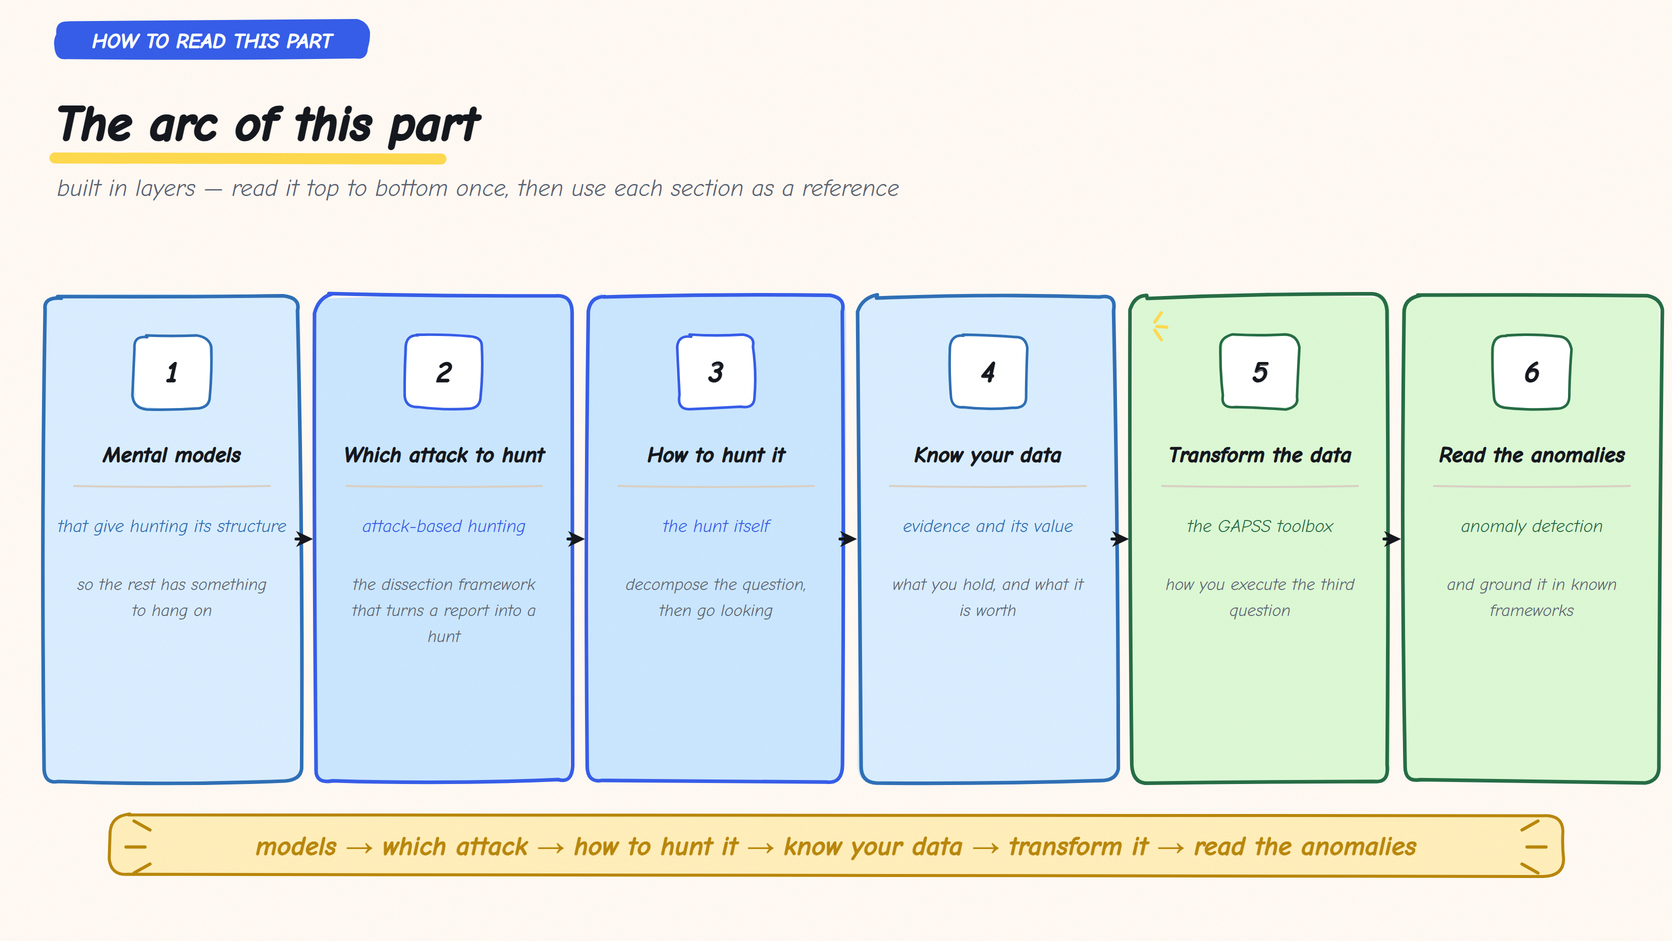 HOW TO READ THIS PART
The arc of this part
built in layers — read it top to bottom once, then use each section as a reference
1
Mental models
that give hunting its structure
so the rest has something
to hang on
2
Which attack to hunt
attack-based hunting
the dissection framework
that turns a report into a
hunt
3
How to hunt it
the hunt itself
decompose the question,
then go looking
4
Know your data
evidence and its value
what you hold, and what it
is worth
5
Transform the data
the GAPSS toolbox
how you execute the third
question
6
Read the anomalies
anomaly detection
and ground it in known
frameworks
models → which attack → how to hunt it → know your data → transform it → read the anomalies